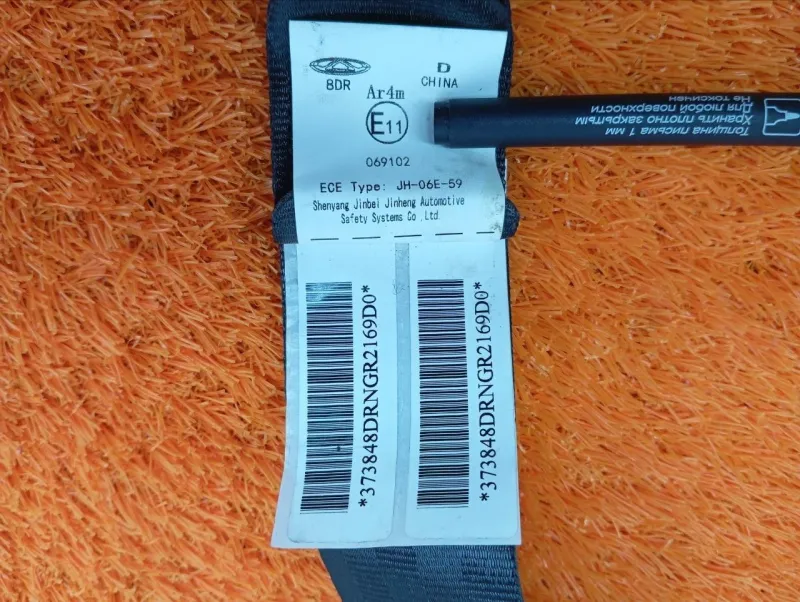 8DR
D
CHINA
Ar4m
E11
069102
ECE Type: JH-06E-59
Shenyang Jinbei Jinheng Automotive
Safety Systems Co.,Ltd.
*373848DRNGR2169D0*
*373848DRNGR2169D0*
Толщина письма 1 мм
Хранить плотно закрытым
Для любой поверхности
Не токсичен